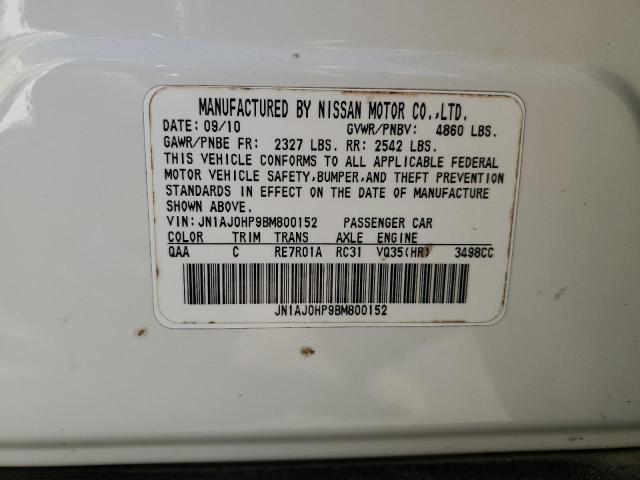 MANUFACTURED BY NISSAN MOTOR CO.,LTD.
DATE: 09/10 GVWR/PNBV: 4860 LBS.
GAWR/PNBE FR: 2327 LBS. RR: 2542 LBS.
THIS VEHICLE CONFORMS TO ALL APPLICABLE FEDERAL
MOTOR VEHICLE SAFETY,BUMPER,AND THEFT PREVENTION
STANDARDS IN EFFECT ON THE DATE OF MANUFACTURE
SHOWN ABOVE.
VIN:JN1AJ0HP9BM800152 PASSENGER CAR
COLOR TRIM TRANS AXLE ENGINE
QAA C RE7R01A RC31 VQ35(HR) 3498CC
JN1AJ0HP9BM800152